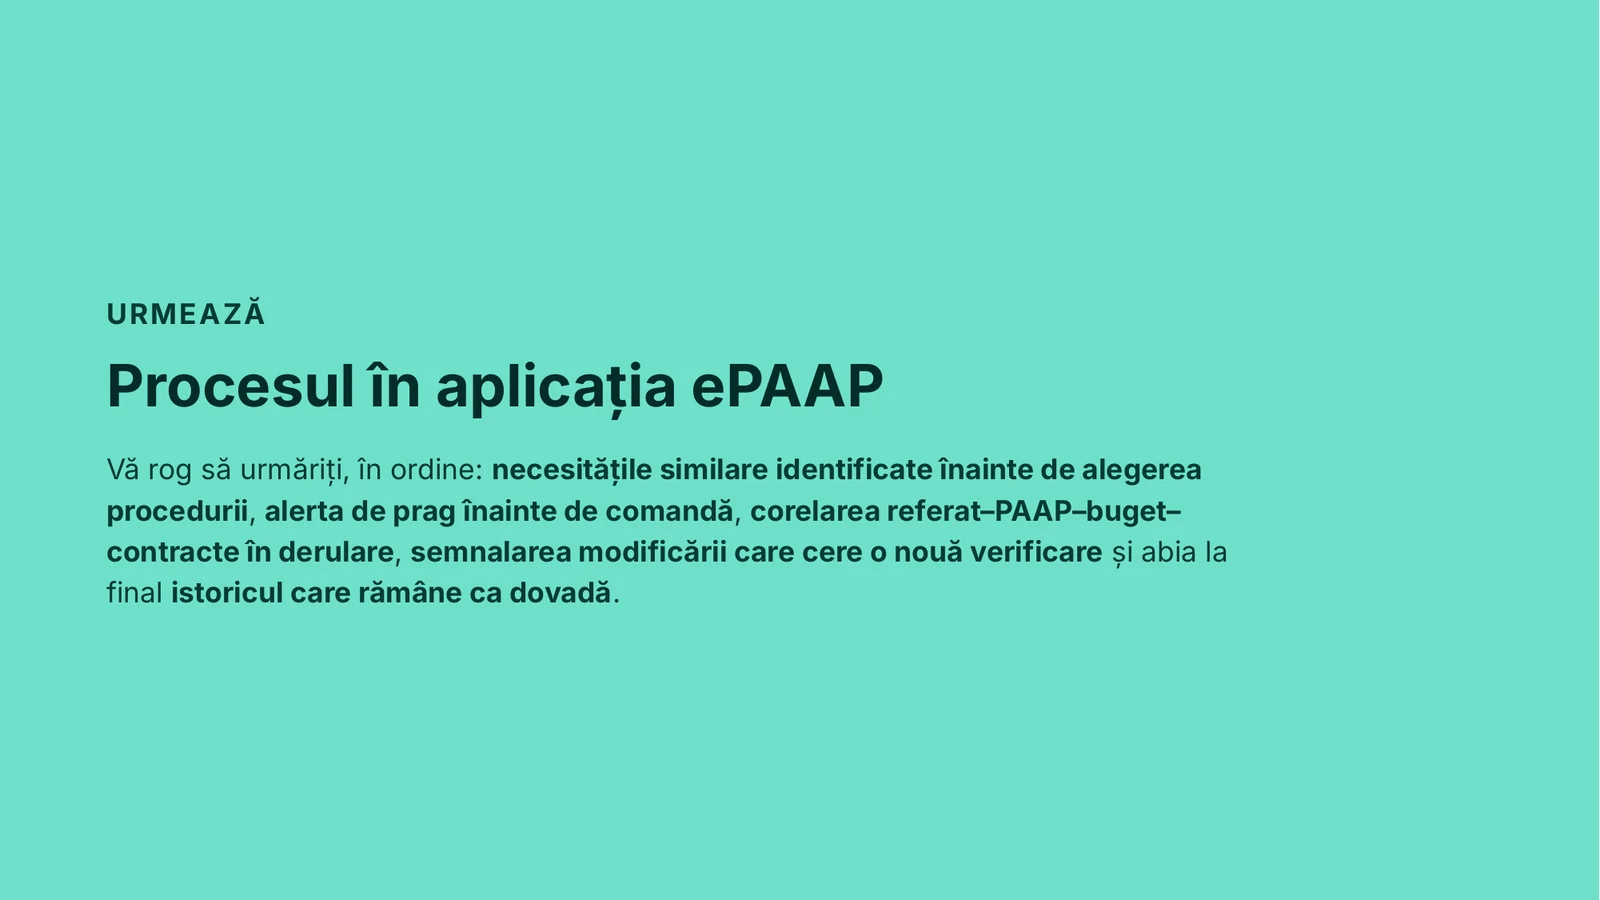 URMEAZĂ
Procesul în aplicația ePAAP
Vă rog să urmăriți, în ordine: necesitățile similare identificate înainte de alegerea
procedurii, alerta de prag înainte de comandă, corelarea referat–PAAP–buget–
contracte în derulare, semnalarea modificării care cere o nouă verificare și abia la
final istoricul care rămâne ca dovadă.